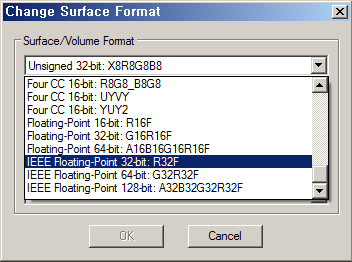 Change Surface Format
Surface/Volume Format
Unsigned 32-bit: X8R8G8B8
Four CC 16-bit: R8G8_B8G8
Four CC 16-bit: UYVY
Four CC 16-bit: YUY2
Floating-Point 16-bit: R16F
Floating-Point 32-bit: G16R16F
Floating-Point 64-bit: A16B16G16R16F
IEEE Floating-Point 32-bit: R32F
IEEE Floating-Point 64-bit: G32R32F
IEEE Floating-Point 128-bit: A32B32G32R32F
OK
Cancel